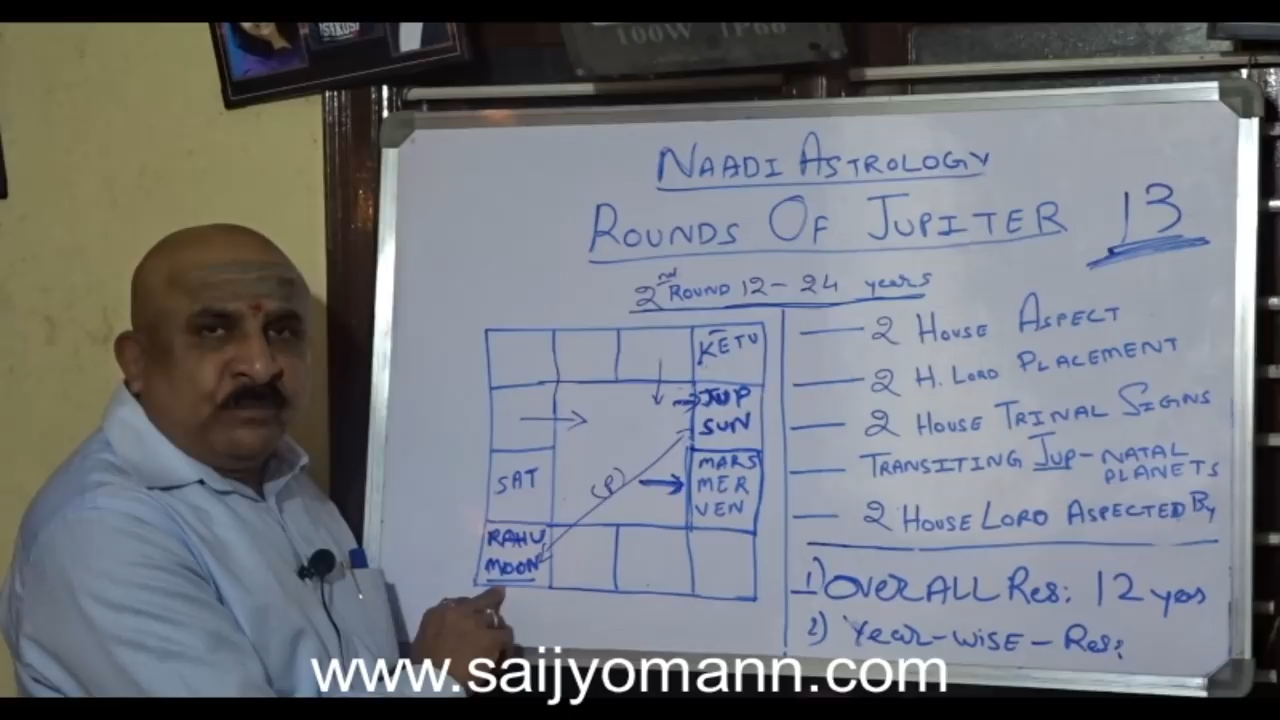 100W IP66
NAADI ASTROLOGY
ROUNDS OF JUPITER 13
2nd ROUND 12-24 years
KETU
JUP
SUN
SAT
MARS
MER
VEN
(P)
RAHU
MOON
— 2 HOUSE ASPECT
— 2 H. LORD PLACEMENT
— 2 HOUSE TRINAL SIGNS
— TRANSITING JUP-NATAL
PLANETS
— 2 HOUSE LORD ASPECTED By
1) OVERALL Res: 12 yes
2) Year-wise-Res:
www.saijyomann.com